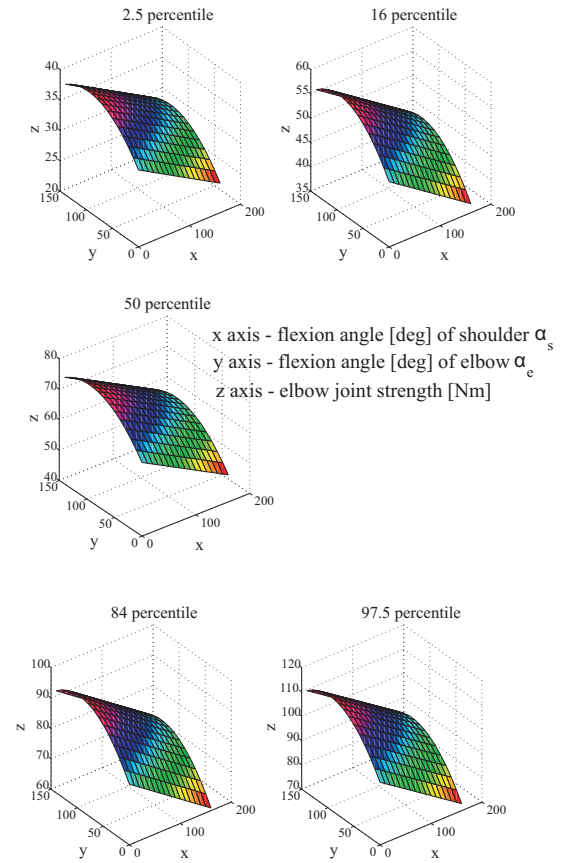 2.5 percentile
16 percentile
40
35
30
25
20
z
150
100
50
0
y
0
100
200
x
60
55
50
45
40
35
z
150
100
50
0
y
0
100
200
x
50 percentile
80
70
60
50
40
z
150
100
50
0
y
0
100
200
x
x axis - flexion angle [deg] of shoulder αs
y axis - flexion angle [deg] of elbow αe
z axis - elbow joint strength [Nm]
84 percentile
97.5 percentile
100
90
80
70
60
z
150
100
50
0
y
0
100
200
x
120
110
100
90
80
70
z
150
100
50
0
y
0
100
200
x